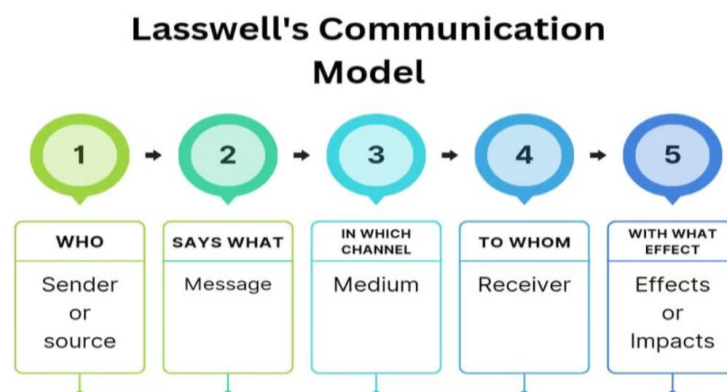 Lasswell's Communication
Model
1
2
3
4
5
WHO
Sender
or
source
SAYS WHAT
Message
IN WHICH
CHANNEL
Medium
TO WHOM
Receiver
WITH WHAT
EFFECT
Effects
or
Impacts